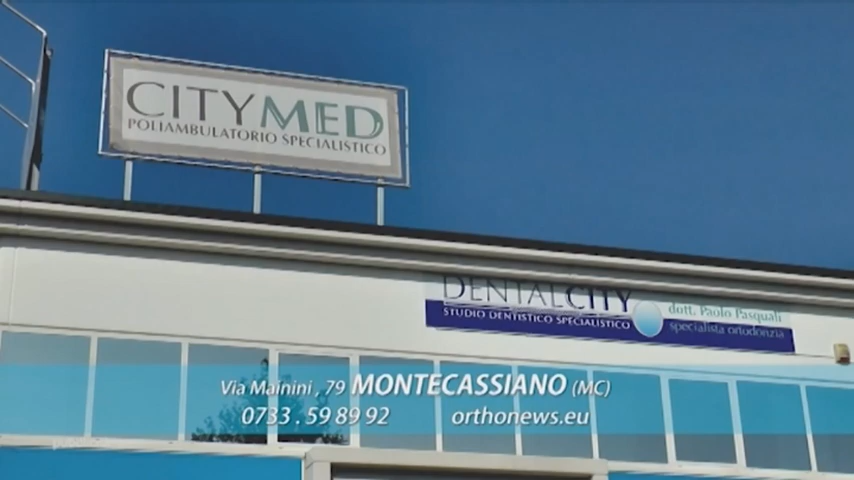 CITYMED
POLIAMBULATORIO SPECIALISTICO
DENTALCITY
STUDIO DENTISTICO SPECIALISTICO
dott. Paolo Pasquali
specialista ortodonzia
Via Mainini , 79 MONTECASSIANO (MC)
0733 . 59 89 92 orthonews.eu